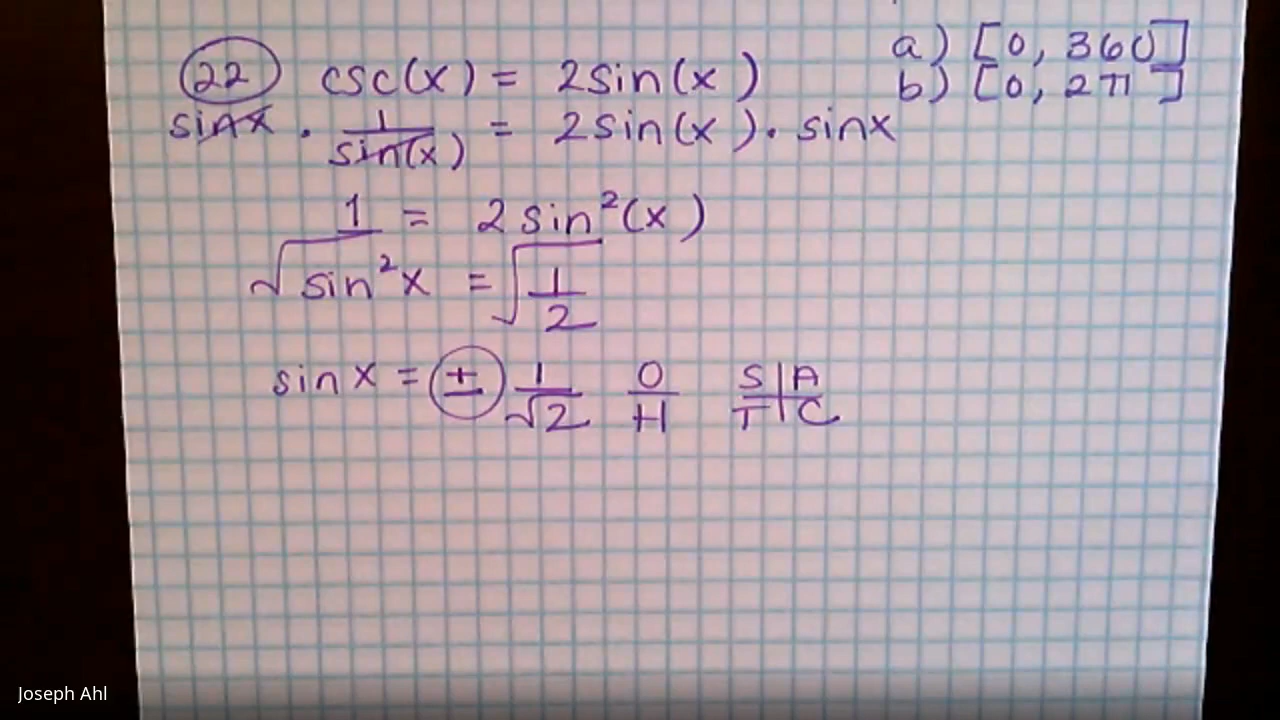 22 csc(x) = 2sin(x) a) [0, 360]
b) [0, 2π]
sinx · 1/sin(x) = 2sin(x) · sinx
1 = 2sin²(x)
√sin²x = √1/2
sinx = ± 1/√2 O/H S A
T C
Joseph Ahl